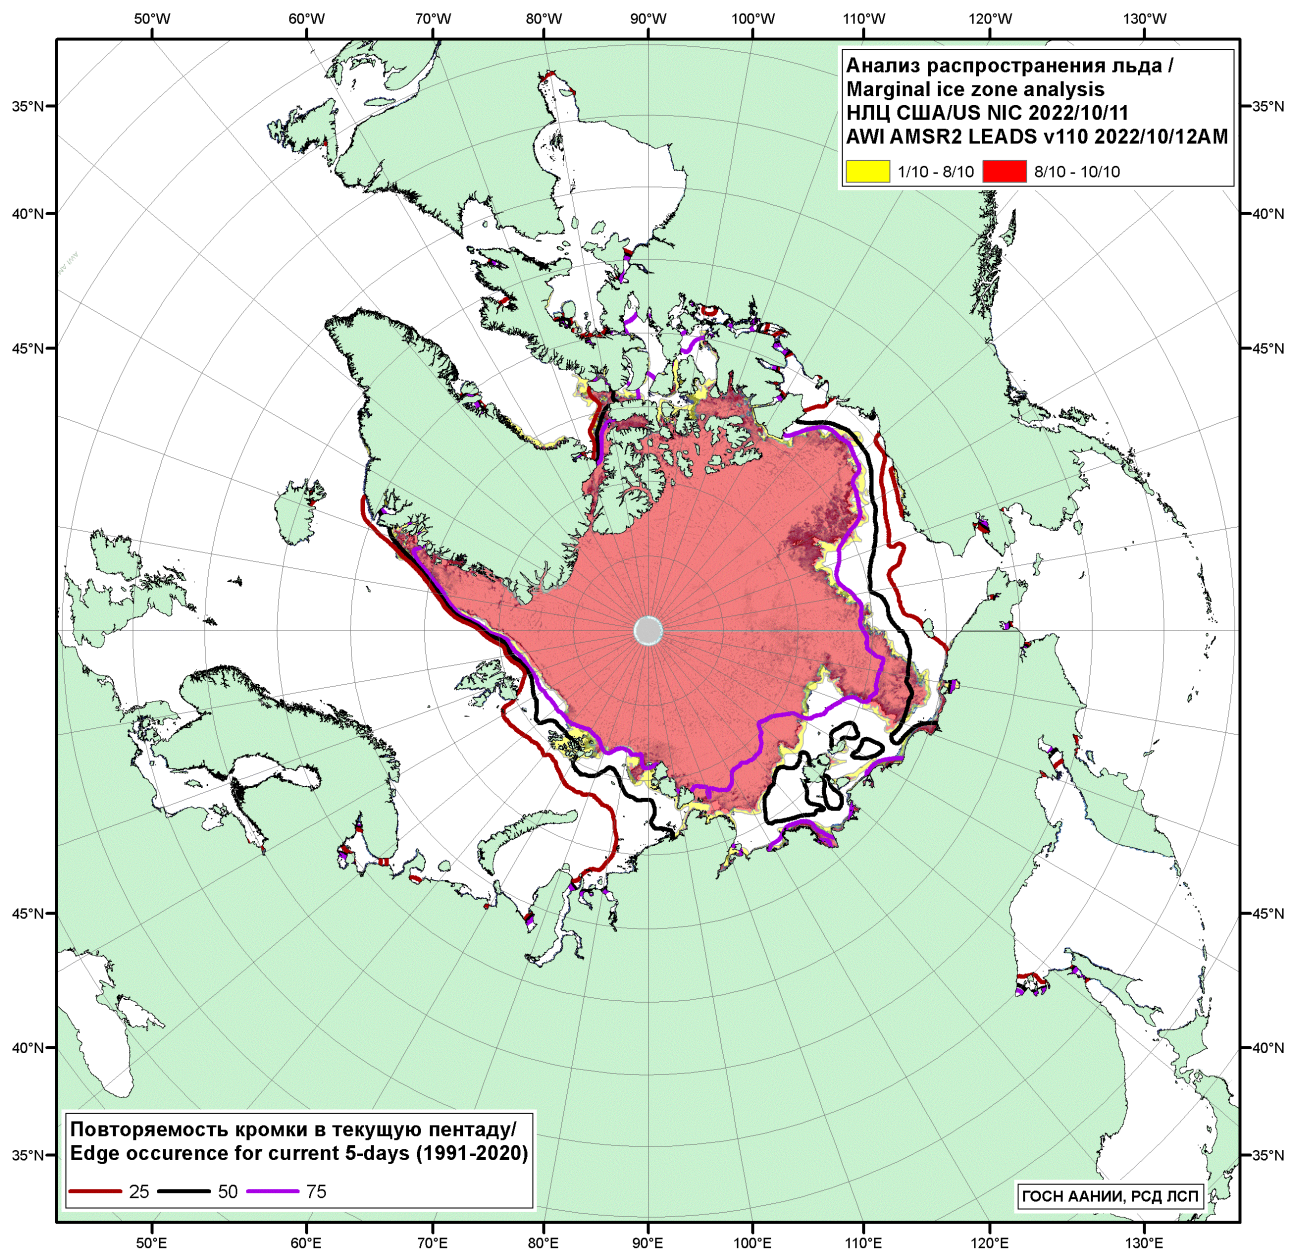 50°W 60°W 70°W 80°W 90°W 100°W 110°W 120°W 130°W
Анализ распространения льда /
Marginal ice zone analysis
НЛЦ США/US NIC 2022/10/11
AWI AMSR2 LEADS v110 2022/10/12AM
1/10 - 8/10 8/10 - 10/10
35°N 35°N
40°N 40°N
45°N 45°N
45°N 45°N
40°N 40°N
Повторяемость кромки в текущую пентаду/
Edge occurence for current 5-days (1991-2020)
35°N 35°N
25 50 75
ГОСН ААНИИ, РСД ЛСП
50°E 60°E 70°E 80°E 90°E 100°E 110°E 120°E 130°E